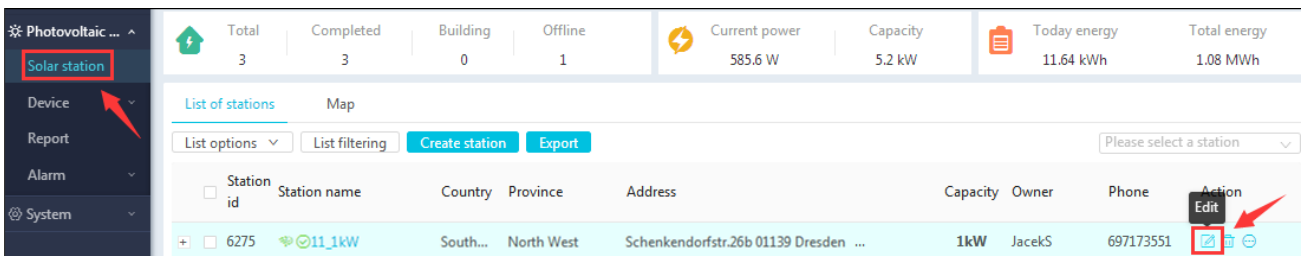 Photovoltaic ...
Solar station
Device
Report
Alarm
System
Total Completed Building Offline
3 3 0 1
Current power Capacity
585.6 W 5.2 kW
Today energy Total energy
11.64 kWh 1.08 MWh
List of stations Map
List options List filtering Create station Export Please select a station
Station id Station name Country Province Address Capacity Owner Phone Action
Edit
6275 11_1kW South... North West Schenkendorfstr.26b 01139 Dresden ... 1kW JacekS 697173551